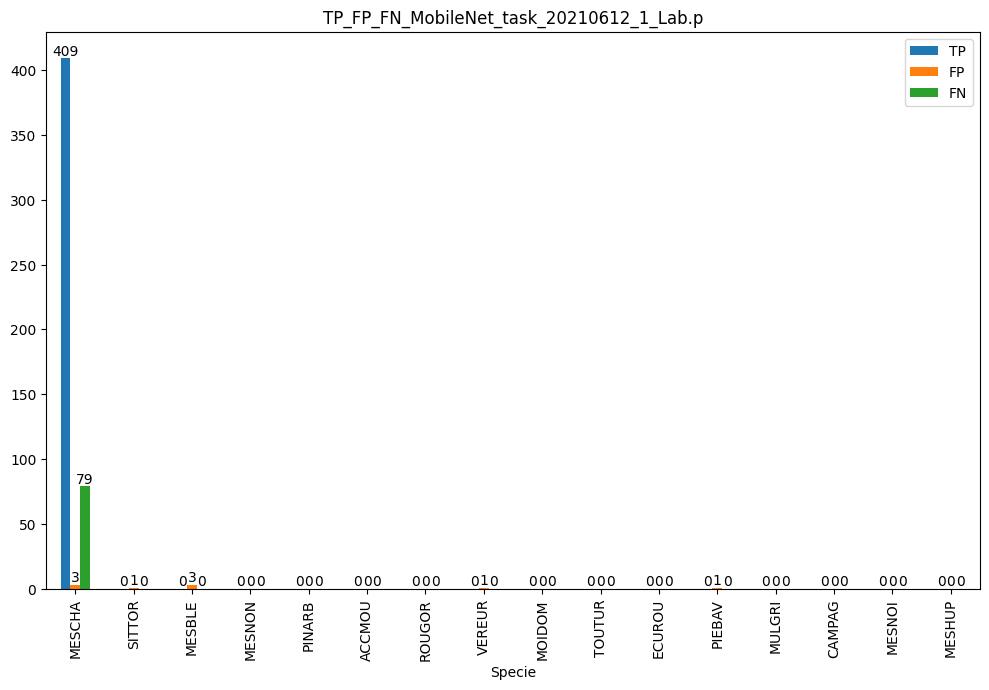 TP_FP_FN_MobileNet_task_20210612_1_Lab.p
TP
FP
FN
400
350
300
250
200
150
100
50
0
409
3
79
0 1 0
0 3 0
0 0 0
0 0 0
0 0 0
0 0 0
0 1 0
0 0 0
0 0 0
0 0 0
0 1 0
0 0 0
0 0 0
0 0 0
0 0 0
MESCHA
SITTOR
MESBLE
MESNON
PINARB
ACCMOU
ROUGOR
VEREUR
MOIDOM
TOUTUR
ECUROU
PIEBAV
MULGRI
CAMPAG
MESNOI
MESHUP
Specie